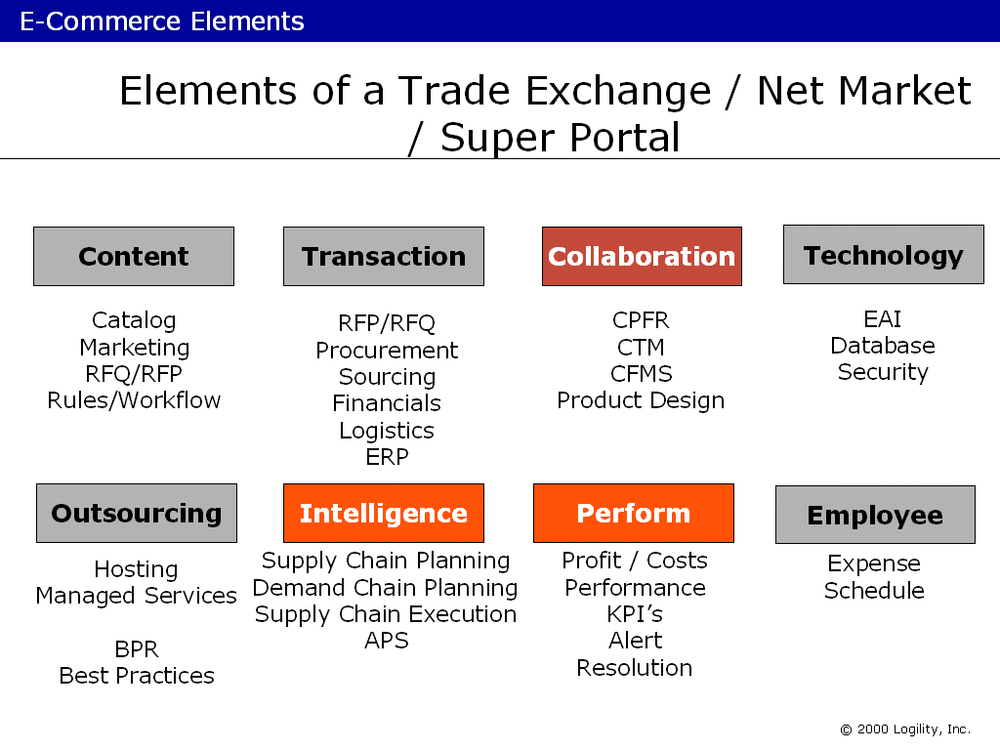 E-Commerce Elements
Elements of a Trade Exchange / Net Market
/ Super Portal
Content
Catalog
Marketing
RFQ/RFP
Rules/Workflow
Transaction
RFP/RFQ
Procurement
Sourcing
Financials
Logistics
ERP
Collaboration
CPFR
CTM
CFMS
Product Design
Technology
EAI
Database
Security
Outsourcing
Hosting
Managed Services
BPR
Best Practices
Intelligence
Supply Chain Planning
Demand Chain Planning
Supply Chain Execution
APS
Perform
Profit / Costs
Performance
KPI’s
Alert
Resolution
Employee
Expense
Schedule
© 2000 Logility, Inc.